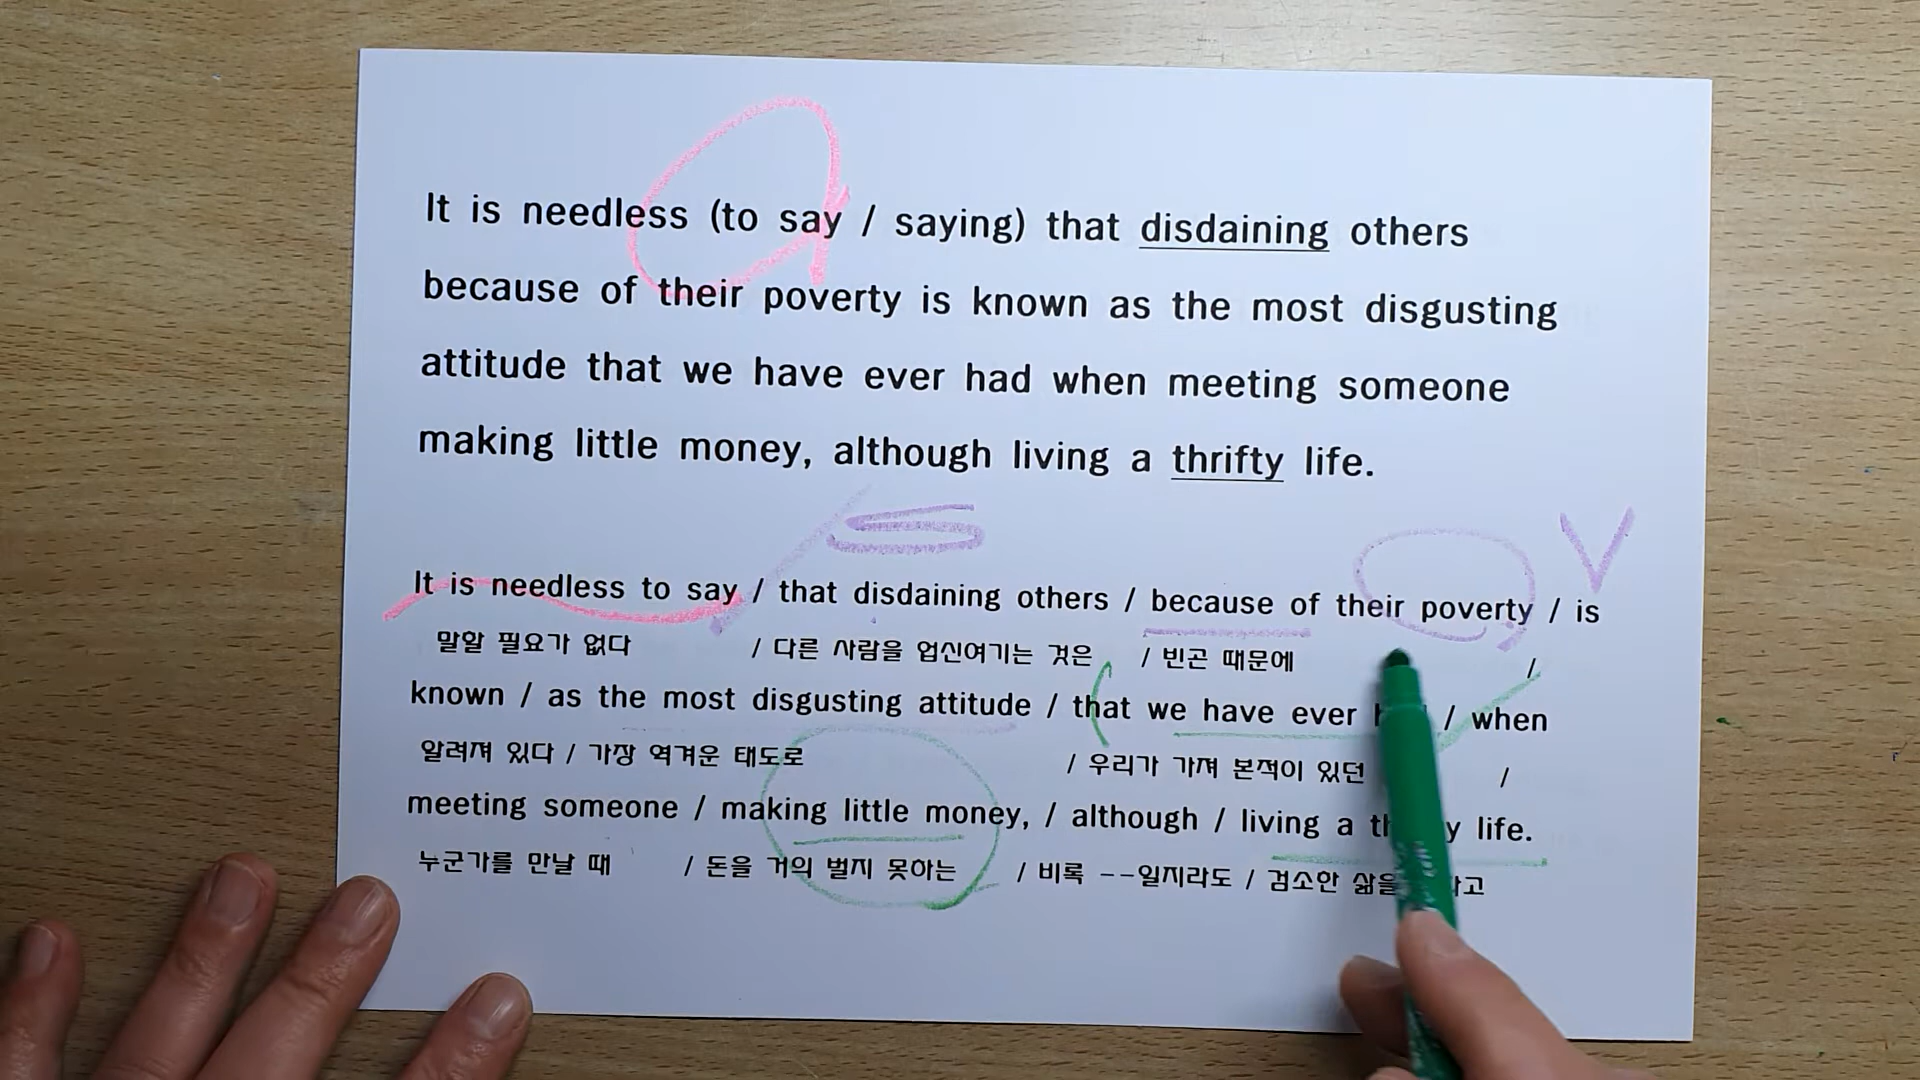 It is needless (to say / saying) that disdaining others
because of their poverty is known as the most disgusting
attitude that we have ever had when meeting someone
making little money, although living a thrifty life.
It is needless to say / that disdaining others / because of their poverty / is
말할 필요가 없다 / 다른 사람을 업신여기는 것은 / 빈곤 때문에 /
known / as the most disgusting attitude / that we have ever / when
알려져 있다 / 가장 역겨운 태도로 / 우리가 가져 본적이 있던 /
meeting someone / making little money, / although / living a life.
누군가를 만날 때 / 돈을 거의 벌지 못하는 / 비록 --일지라도 / 검소한 삶을